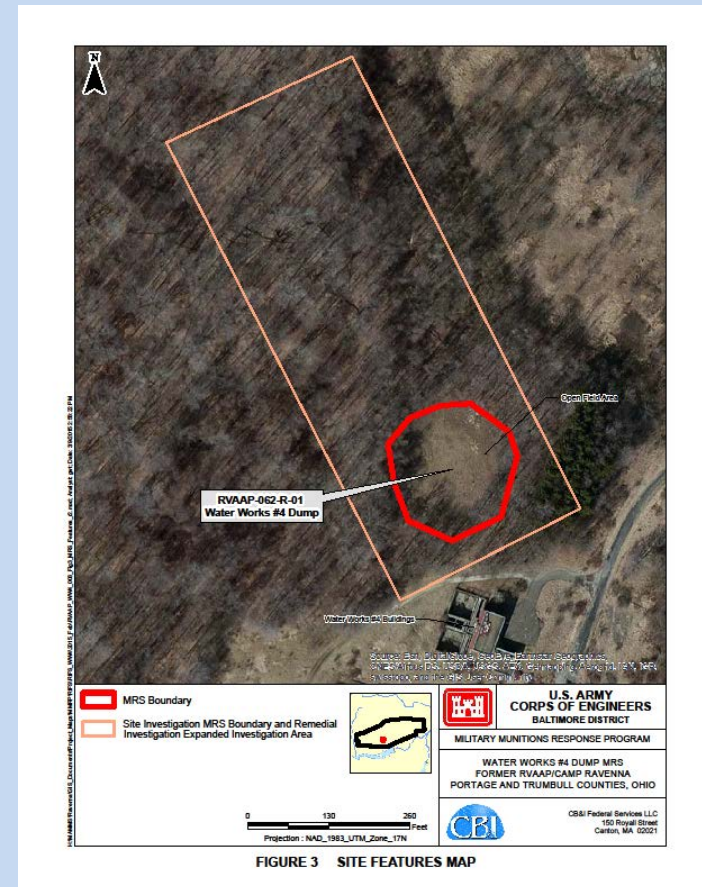 N
Open Field Area
RVAAP-062-R-01
Water Works #4 Dump
Water Works #4 Buildings
MRS Boundary
Site Investigation MRS Boundary and Remedial
Investigation Expanded Investigation Area
U.S. ARMY
CORPS OF ENGINEERS
BALTIMORE DISTRICT
MILITARY MUNITIONS RESPONSE PROGRAM
WATER WORKS #4 DUMP MRS
FORMER RVAAP/CAMP RAVENNA
PORTAGE AND TRUMBULL COUNTIES, OHIO
0 130 260
Feet
Projection : NAD_1983_UTM_Zone_17N
CB&I
CB&I Federal Services LLC
150 Royall Street
Canton, MA 02021
FIGURE 3 SITE FEATURES MAP